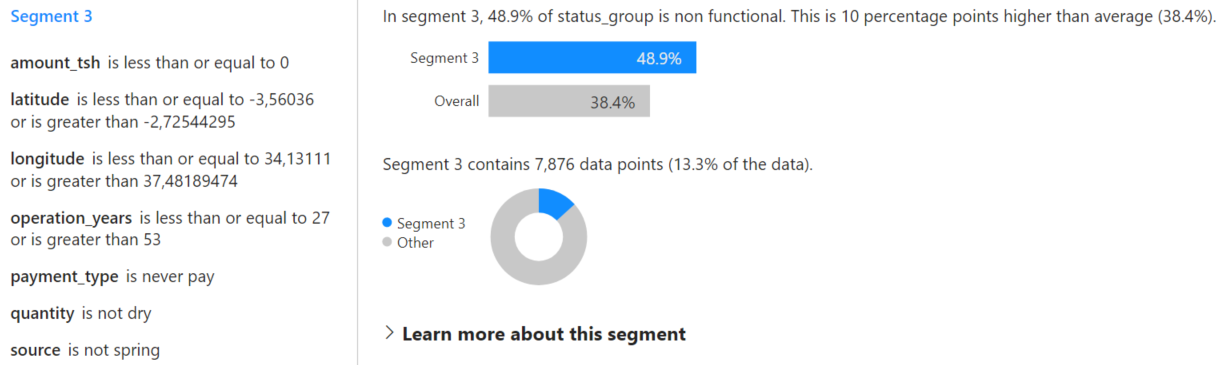 Segment 3
amount_tsh is less than or equal to 0
latitude is less than or equal to -3,56036
or is greater than -2,72544295
longitude is less than or equal to 34,13111
or is greater than 37,48189474
operation_years is less than or equal to 27
or is greater than 53
payment_type is never pay
quantity is not dry
source is not spring
In segment 3, 48.9% of status_group is non functional. This is 10 percentage points higher than average (38.4%).
Segment 3
48.9%
Overall
38.4%
Segment 3 contains 7,876 data points (13.3% of the data).
Segment 3
Other
Learn more about this segment